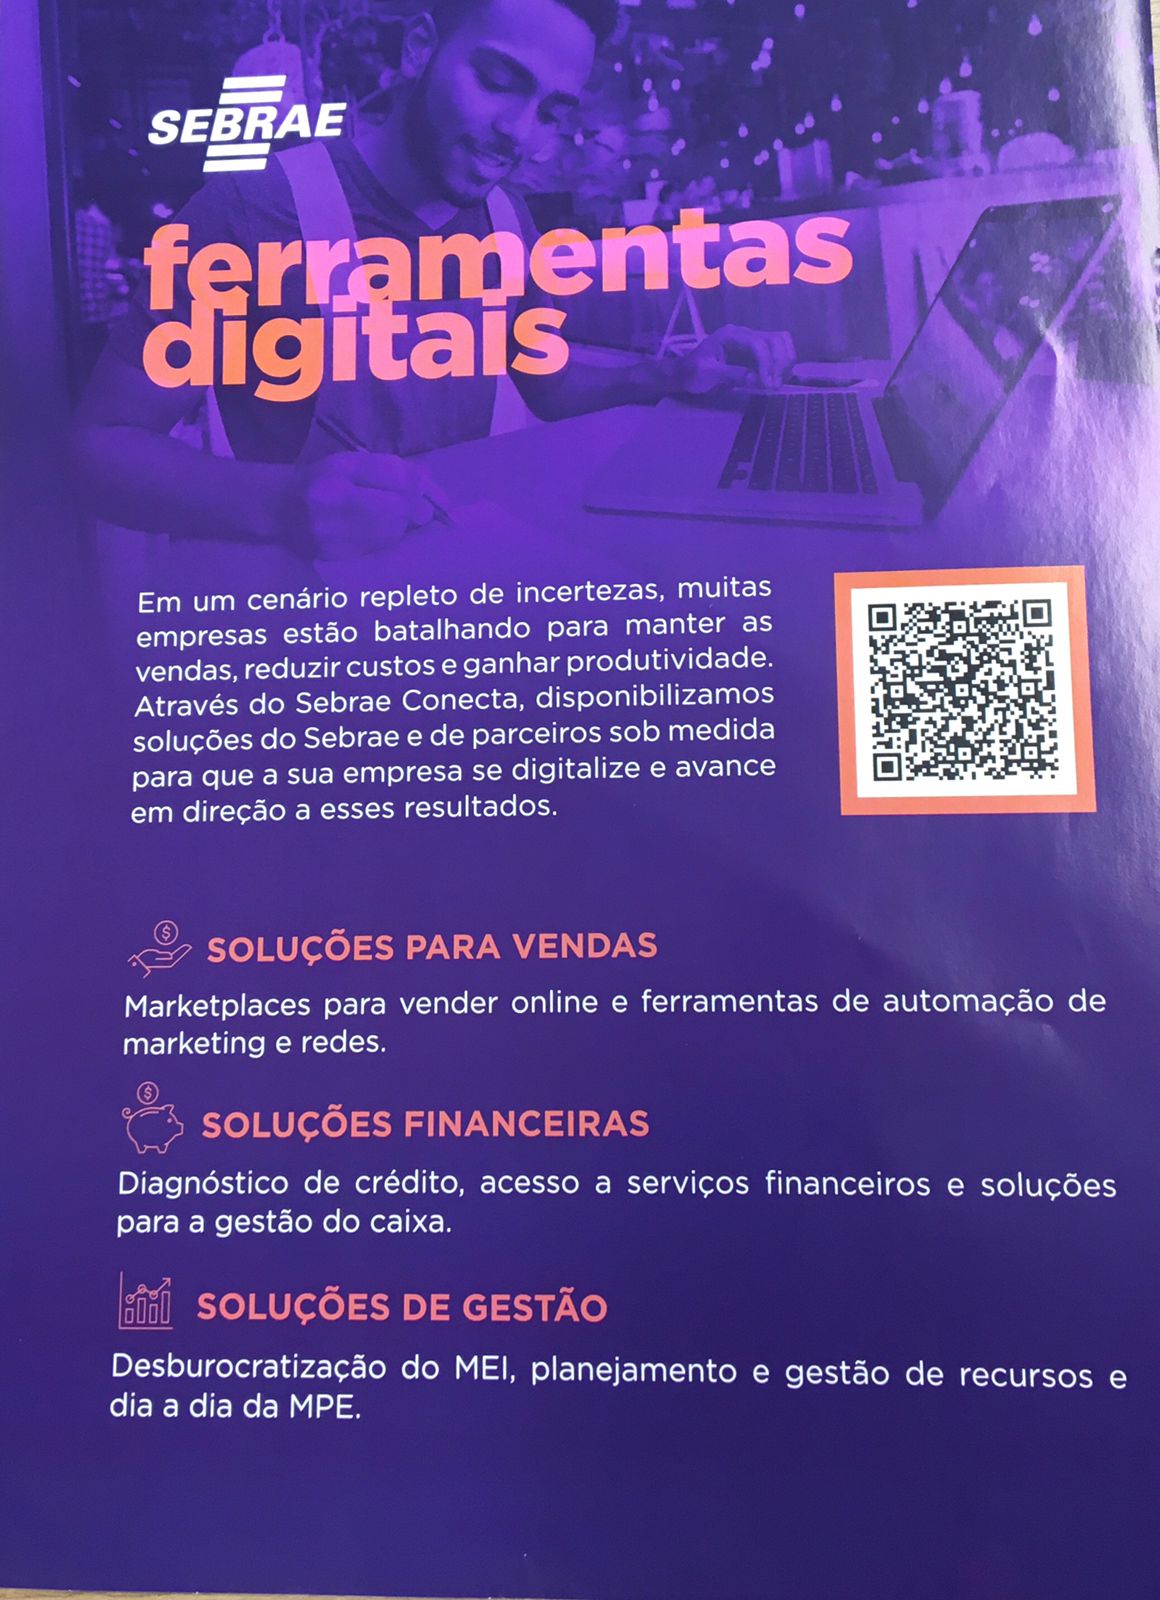 SEBRAE
ferramentas
digitais
Em um cenário repleto de incertezas, muitas
empresas estão batalhando para manter as
vendas, reduzir custos e ganhar produtividade.
Através do Sebrae Conecta, disponibilizamos
soluções do Sebrae e de parceiros sob medida
para que a sua empresa se digitalize e avance
em direção a esses resultados.
SOLUÇÕES PARA VENDAS
Marketplaces para vender online e ferramentas de automação de
marketing e redes.
SOLUÇÕES FINANCEIRAS
Diagnóstico de crédito, acesso a serviços financeiros e soluções
para a gestão do caixa.
SOLUÇÕES DE GESTÃO
Desburocratização do MEI, planejamento e gestão de recursos e
dia a dia da MPE.